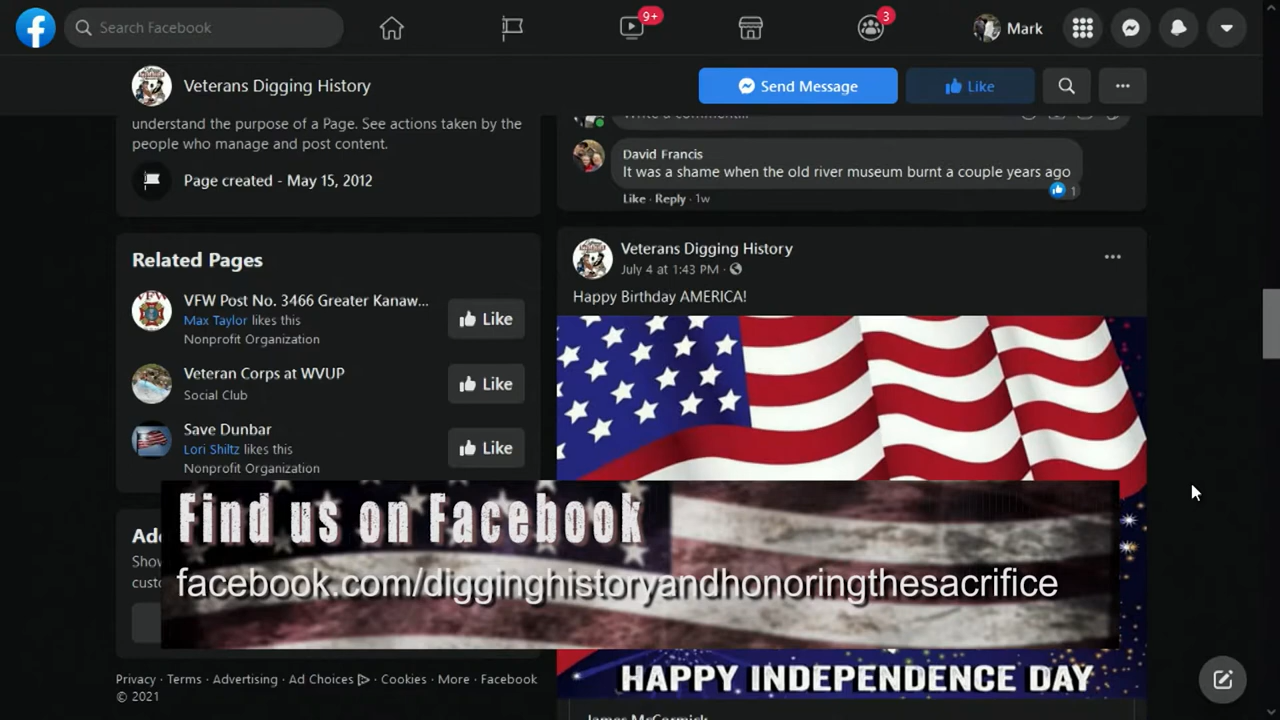 Search Facebook
9+
3
Mark
Veterans Digging History
Send Message
Like
understand the purpose of a Page. See actions taken by the
people who manage and post content.
Page created - May 15, 2012
Related Pages
VFW Post No. 3466 Greater Kanaw...
Max Taylor likes this
Nonprofit Organization
Like
Veteran Corps at WVUP
Social Club
Like
Save Dunbar
Lori Shiltz likes this
Nonprofit Organization
Like
Privacy · Terms · Advertising · Ad Choices · Cookies · More · Facebook
© 2021
Write a comment...
David Francis
It was a shame when the old river museum burnt a couple years ago
1
Like · Reply · 1w
Veterans Digging History
July 4 at 1:43 PM ·
Happy Birthday AMERICA!
HAPPY INDEPENDENCE DAY
James McCormick
Find us on Facebook
facebook.com/digginghistoryandhonoringthesacrifice